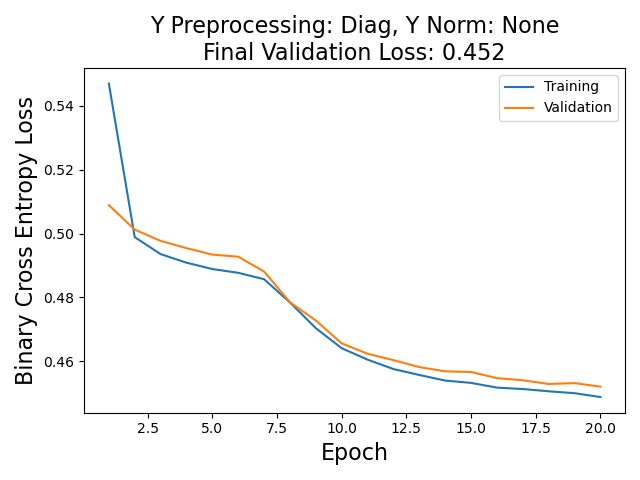 Y Preprocessing: Diag, Y Norm: None
Final Validation Loss: 0.452
Training
Validation
Binary Cross Entropy Loss
0.54
0.52
0.50
0.48
0.46
2.5 5.0 7.5 10.0 12.5 15.0 17.5 20.0
Epoch